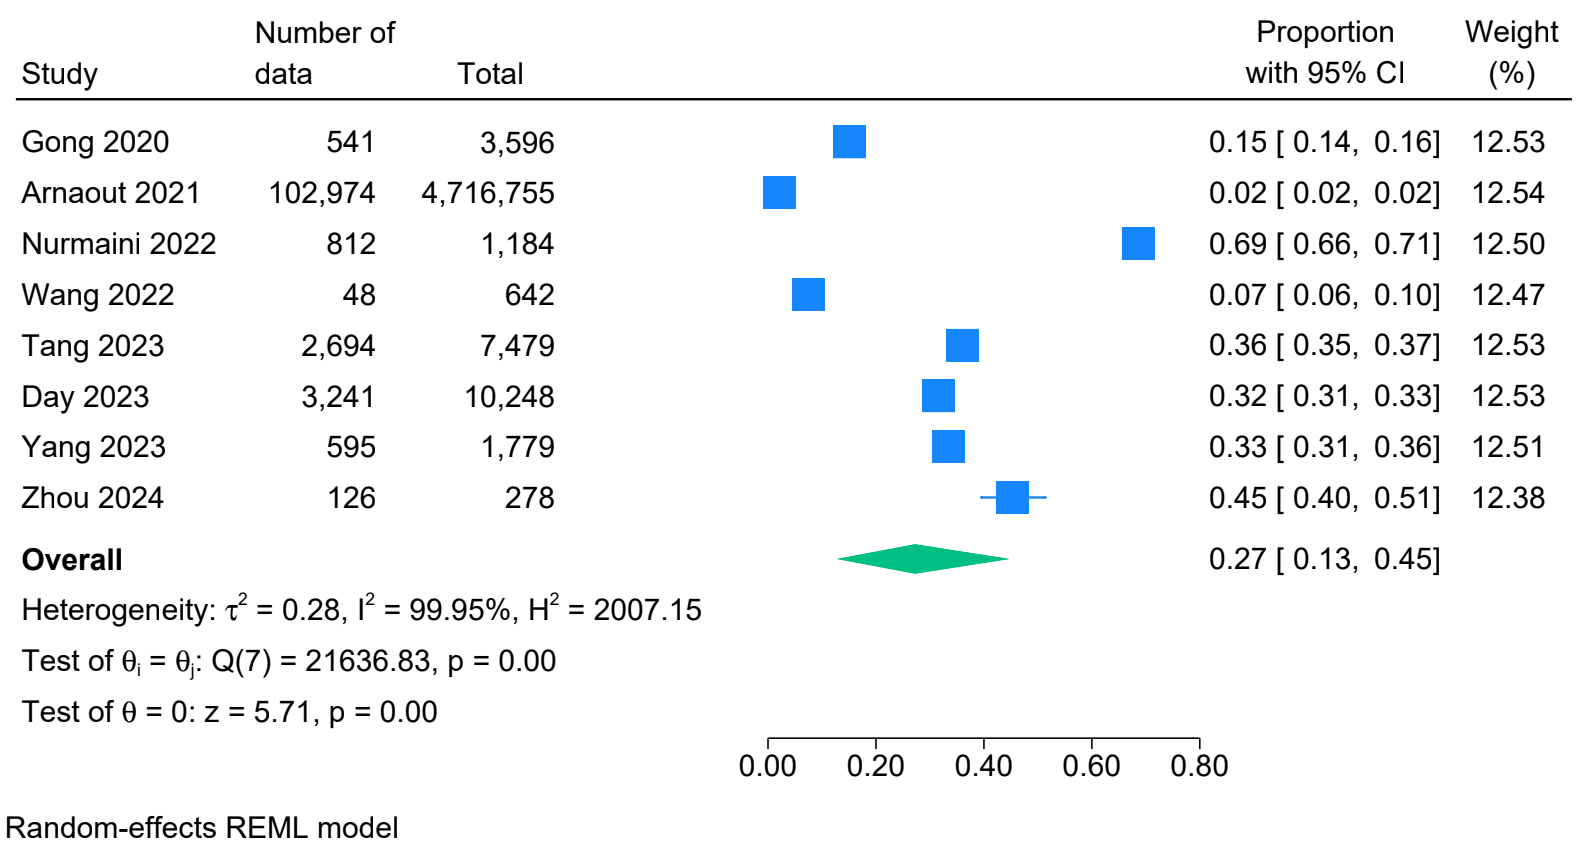 Number of Proportion Weight
Study data Total with 95% CI (%)
Gong 2020 541 3,596 0.15 [ 0.14, 0.16] 12.53
Arnaout 2021 102,974 4,716,755 0.02 [ 0.02, 0.02] 12.54
Nurmaini 2022 812 1,184 0.69 [ 0.66, 0.71] 12.50
Wang 2022 48 642 0.07 [ 0.06, 0.10] 12.47
Tang 2023 2,694 7,479 0.36 [ 0.35, 0.37] 12.53
Day 2023 3,241 10,248 0.32 [ 0.31, 0.33] 12.53
Yang 2023 595 1,779 0.33 [ 0.31, 0.36] 12.51
Zhou 2024 126 278 0.45 [ 0.40, 0.51] 12.38
Overall 0.27 [ 0.13, 0.45]
Heterogeneity: τ² = 0.28, I² = 99.95%, H² = 2007.15
Test of θᵢ = θⱼ: Q(7) = 21636.83, p = 0.00
Test of θ = 0: z = 5.71, p = 0.00
0.00 0.20 0.40 0.60 0.80
Random-effects REML model